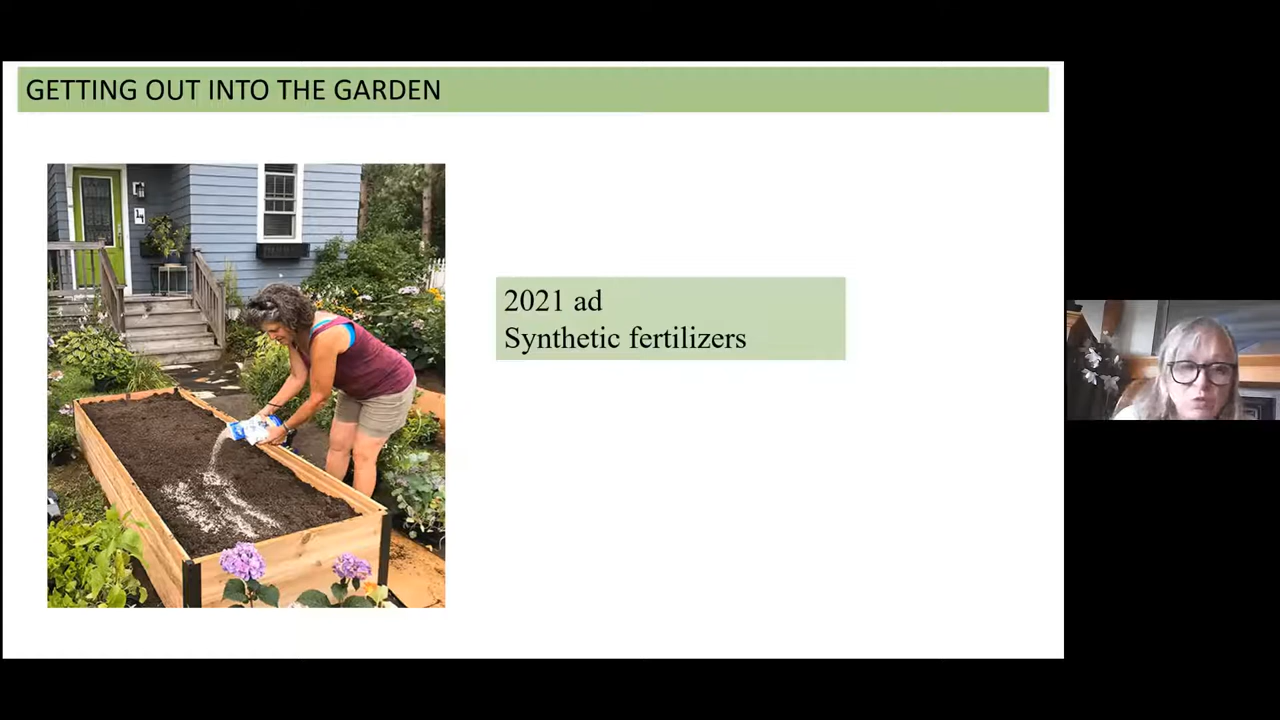 GETTING OUT INTO THE GARDEN
2021 ad
Synthetic fertilizers